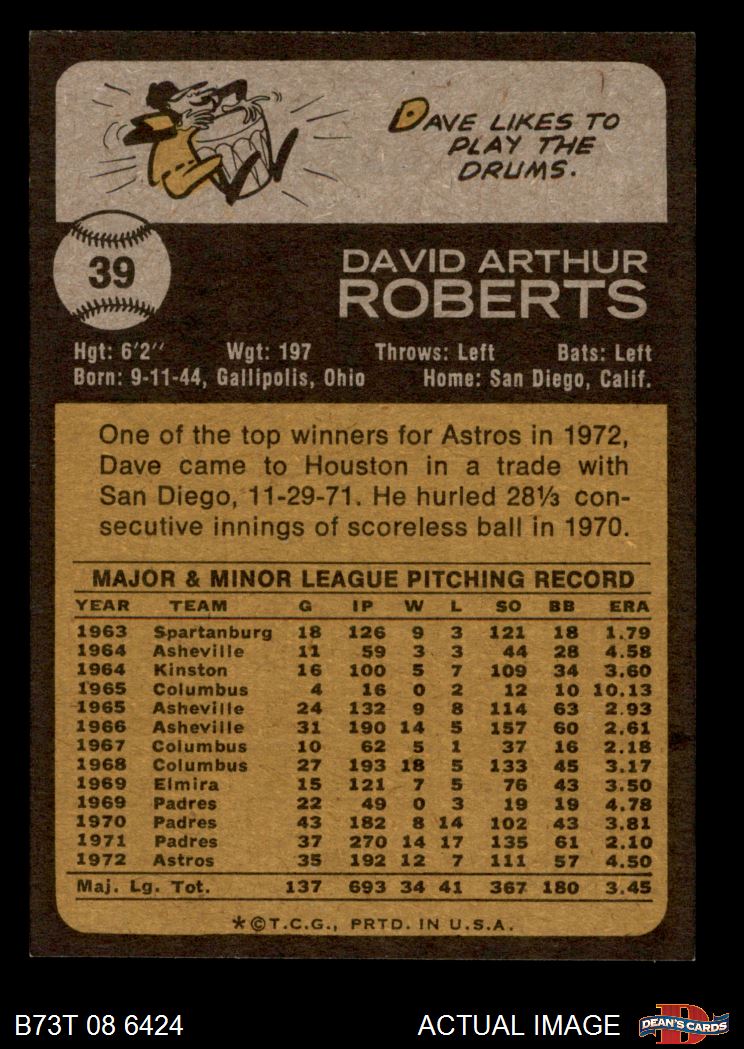 DAVE LIKES TO
PLAY THE
DRUMS.
39
DAVID ARTHUR
ROBERTS
Hgt: 6'2" Wgt: 197 Throws: Left Bats: Left
Born: 9-11-44, Gallipolis, Ohio Home: San Diego, Calif.
One of the top winners for Astros in 1972,
Dave came to Houston in a trade with
San Diego, 11-29-71. He hurled 28⅓ con-
secutive innings of scoreless ball in 1970.
MAJOR & MINOR LEAGUE PITCHING RECORD
YEAR TEAM G IP W L SO BB ERA
1963 Spartanburg 18 126 9 3 121 18 1.79
1964 Asheville 11 59 3 3 44 28 4.58
1964 Kinston 16 100 5 7 109 34 3.60
1965 Columbus 4 16 0 2 12 10 10.13
1965 Asheville 24 132 9 8 114 63 2.93
1966 Asheville 31 190 14 5 157 60 2.61
1967 Columbus 10 62 5 1 37 16 2.18
1968 Columbus 27 193 18 5 133 45 3.17
1969 Elmira 15 121 7 5 76 43 3.50
1969 Padres 22 49 0 3 19 19 4.78
1970 Padres 43 182 8 14 102 43 3.81
1971 Padres 37 270 14 17 135 61 2.10
1972 Astros 35 192 12 7 111 57 4.50
Maj. Lg. Tot. 137 693 34 41 367 180 3.45
*©T.C.G., PRTD. IN U.S.A.
B73T 08 6424 ACTUAL IMAGE D DEAN'S CARDS